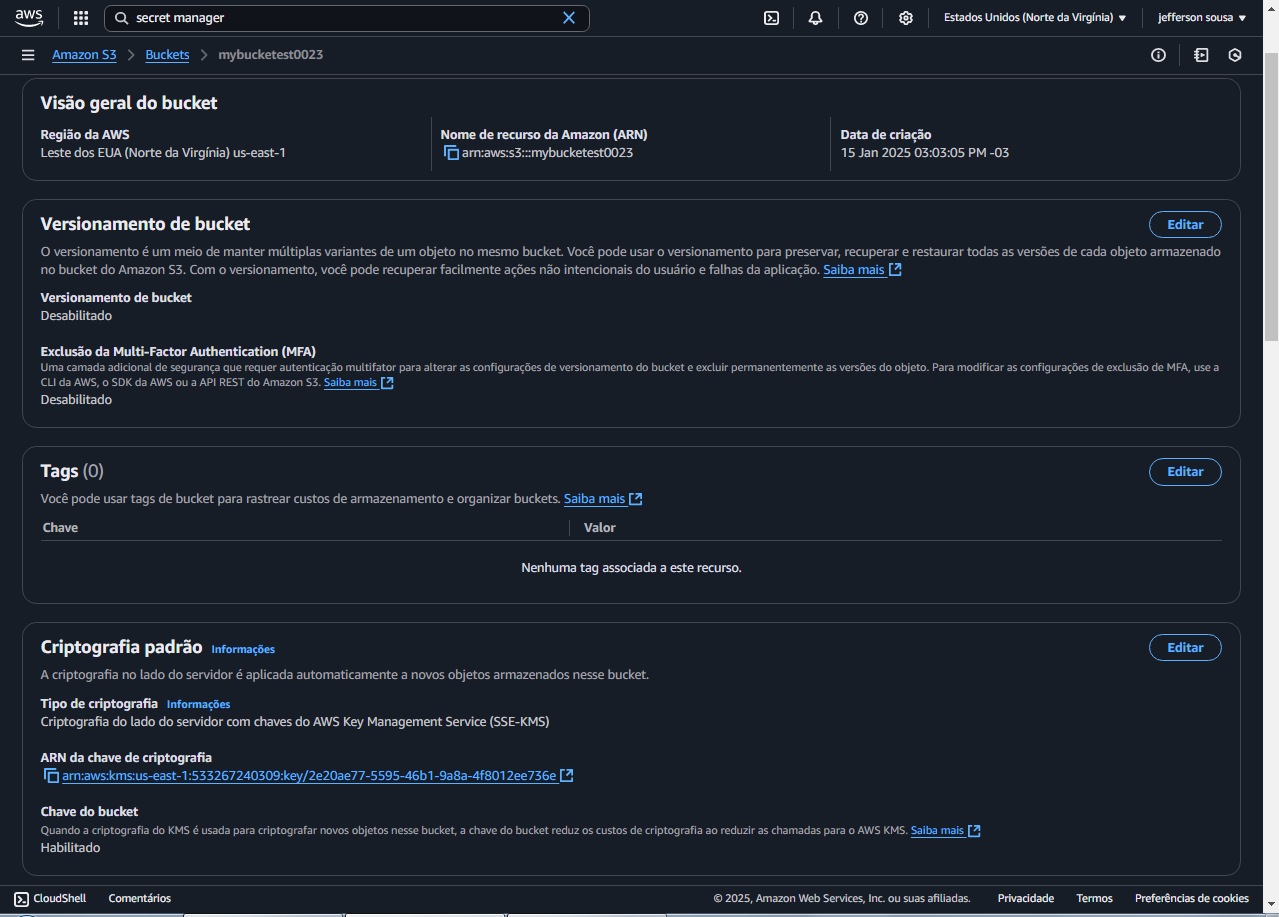 aws secret manager Estados Unidos (Norte da Virgínia) jefferson sousa
Amazon S3 Buckets mybucketest0023
Visão geral do bucket
Região da AWS
Leste dos EUA (Norte da Virgínia) us-east-1
Nome de recurso da Amazon (ARN)
arn:aws:s3:::mybucketest0023
Data de criação
15 Jan 2025 03:03:05 PM -03
Versionamento de bucket
Editar
O versionamento é um meio de manter múltiplas variantes de um objeto no mesmo bucket. Você pode usar o versionamento para preservar, recuperar e restaurar todas as versões de cada objeto armazenado
no bucket do Amazon S3. Com o versionamento, você pode recuperar facilmente ações não intencionais do usuário e falhas da aplicação. Saiba mais
Versionamento de bucket
Desabilitado
Exclusão da Multi-Factor Authentication (MFA)
Uma camada adicional de segurança que requer autenticação multifator para alterar as configurações de versionamento do bucket e excluir permanentemente as versões do objeto. Para modificar as configurações de exclusão de MFA, use a
CLI da AWS, o SDK da AWS ou a API REST do Amazon S3. Saiba mais
Desabilitado
Tags (0)
Editar
Você pode usar tags de bucket para rastrear custos de armazenamento e organizar buckets. Saiba mais
Chave Valor
Nenhuma tag associada a este recurso.
Criptografia padrão Informações
Editar
A criptografia no lado do servidor é aplicada automaticamente a novos objetos armazenados nesse bucket.
Tipo de criptografia Informações
Criptografia do lado do servidor com chaves do AWS Key Management Service (SSE-KMS)
ARN da chave de criptografia
arn:aws:kms:us-east-1:533267240309:key/2e20ae77-5595-46b1-9a8a-4f8012ee736e
Chave do bucket
Quando a criptografia do KMS é usada para criptografar novos objetos nesse bucket, a chave do bucket reduz os custos de criptografia ao reduzir as chamadas para o AWS KMS. Saiba mais
Habilitado
CloudShell Comentários © 2025, Amazon Web Services, Inc. ou suas afiliadas. Privacidade Termos Preferências de cookies